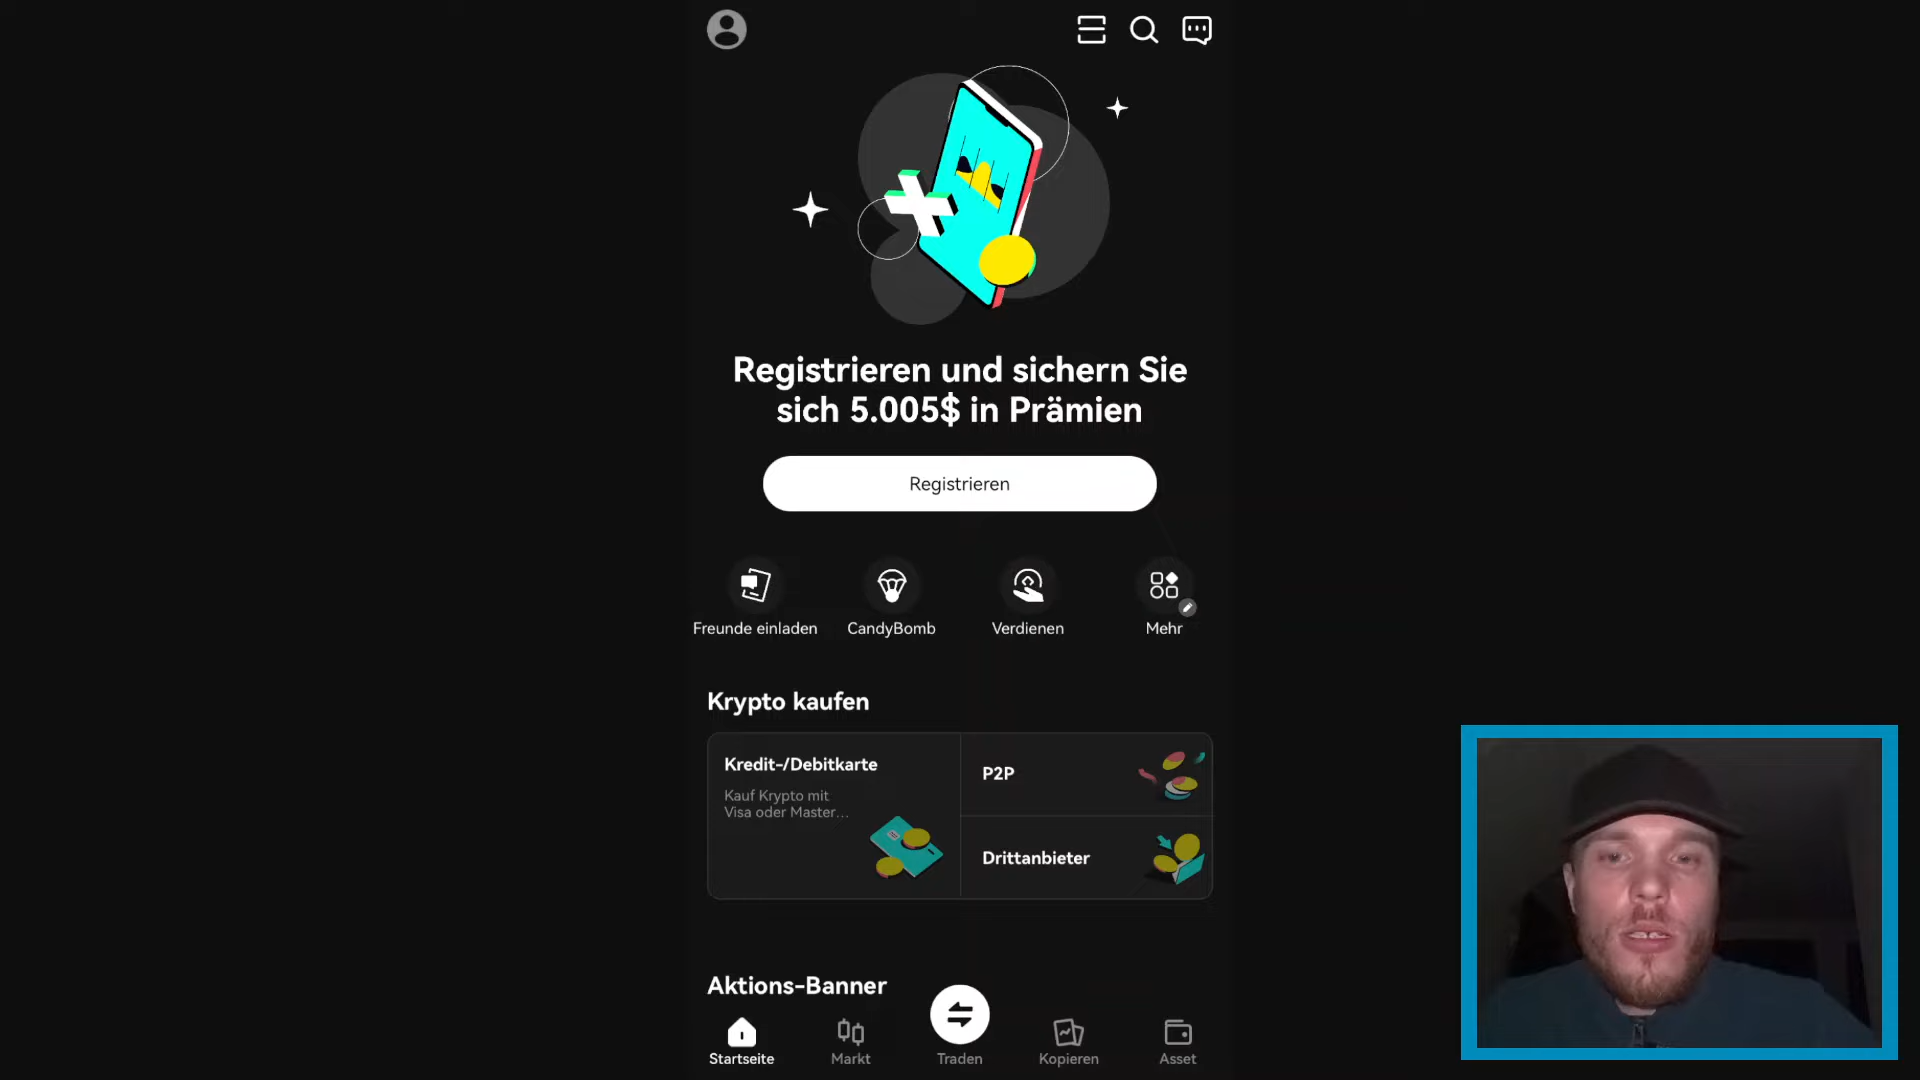 Registrieren und sichern Sie
sich 5.005$ in Prämien
Registrieren
Freunde einladen
CandyBomb
Verdienen
Mehr
Krypto kaufen
Kredit-/Debitkarte
Kauf Krypto mit
Visa oder Master...
P2P
Drittanbieter
Aktions-Banner
Startseite
Markt
Traden
Kopieren
Asset